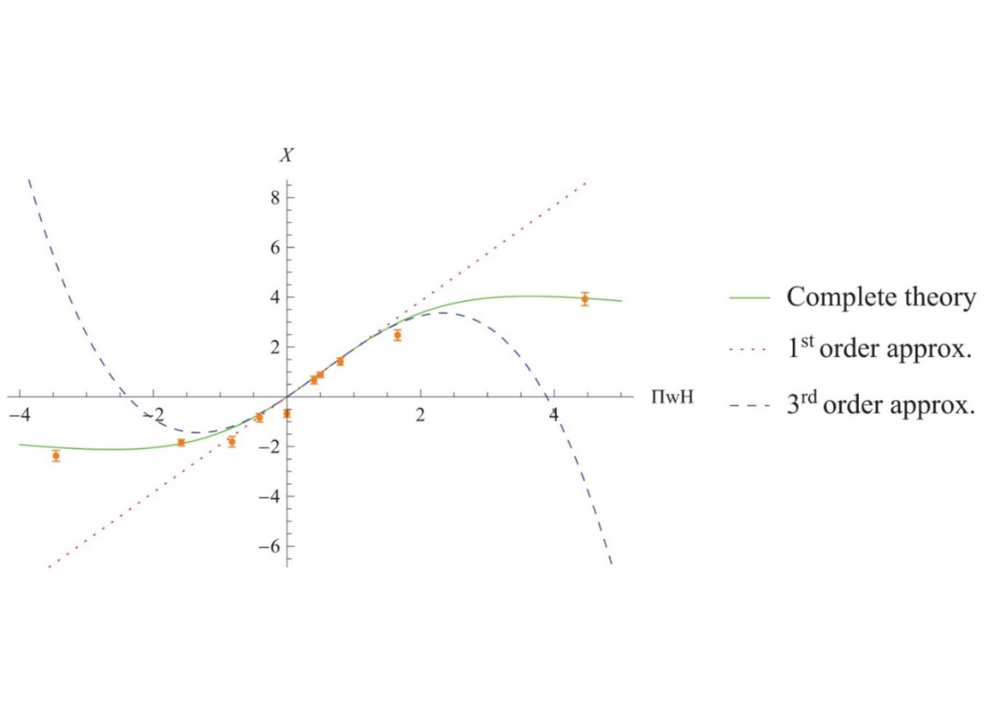 X
8
6
4
2
−4
−2
2
4
ΠwH
−2
−4
−6
Complete theory
1st order approx.
3rd order approx.